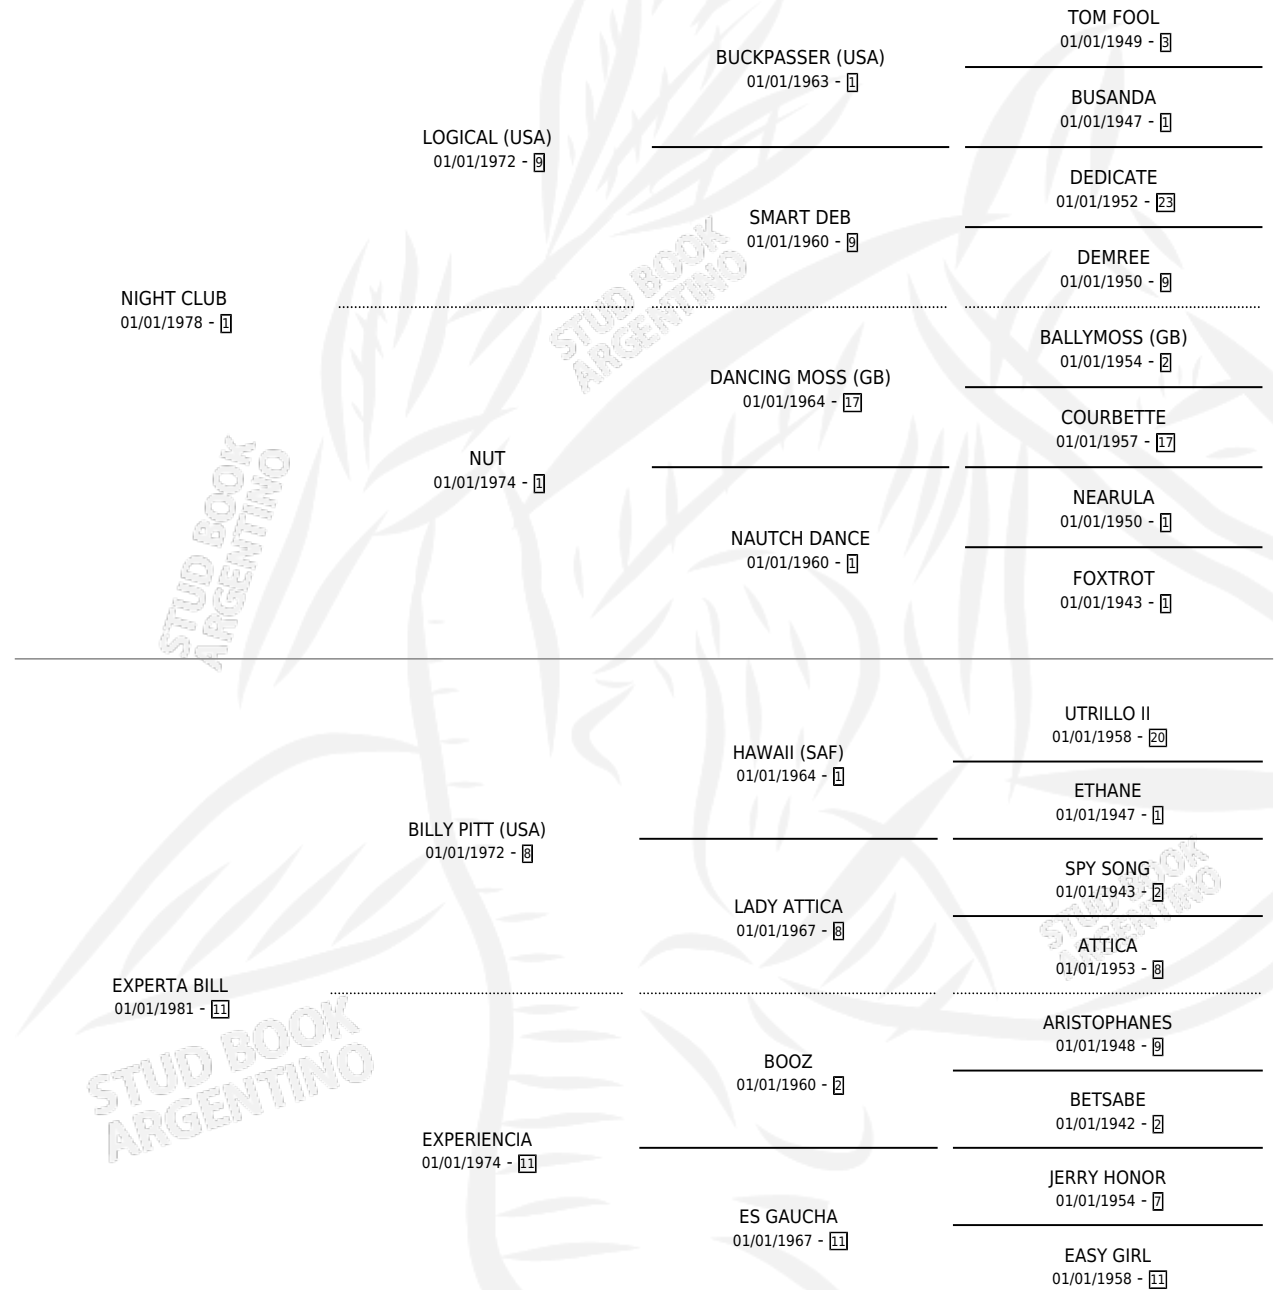 TOM FOOL
01/01/1949 - 3
BUCKPASSER (USA)
01/01/1963 - 1
BUSANDA
01/01/1947 - 1
LOGICAL (USA)
01/01/1972 - 9
DEDICATE
01/01/1952 - 23
SMART DEB
01/01/1960 - 9
DEMREE
01/01/1950 - 9
NIGHT CLUB
01/01/1978 - 1
STUD BOOK
ARGENTINO
BALLYMOSS (GB)
01/01/1954 - 2
DANCING MOSS (GB)
01/01/1964 - 17
COURBETTE
01/01/1957 - 17
NUT
01/01/1974 - 1
NEARULA
01/01/1950 - 1
NAUTCH DANCE
01/01/1960 - 1
FOXTROT
01/01/1943 - 1
STUD BOOK
ARGENTINO
UTRILLO II
01/01/1958 - 20
HAWAII (SAF)
01/01/1964 - 1
ETHANE
01/01/1947 - 1
BILLY PITT (USA)
01/01/1972 - 8
SPY SONG
01/01/1943 - 2
LADY ATTICA
01/01/1967 - 8
STUD BOOK
ARGENTINO
ATTICA
01/01/1953 - 8
EXPERTA BILL
01/01/1981 - 11
ARISTOPHANES
01/01/1948 - 9
BOOZ
01/01/1960 - 2
STUD BOOK
ARGENTINO
BETSABE
01/01/1942 - 2
EXPERIENCIA
01/01/1974 - 11
JERRY HONOR
01/01/1954 - 7
ES GAUCHA
01/01/1967 - 11
EASY GIRL
01/01/1958 - 11